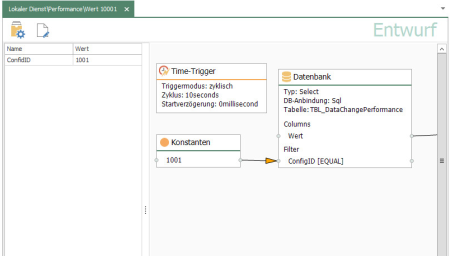 Lokaler Dienst\Performance\Wert 10001 ×
Entwurf
Name Wert
ConfidID 1001
Time-Trigger
Triggermodus: zyklisch
Zyklus: 10seconds
Startverzögerung: 0millisecond
Datenbank
Typ: Select
DB-Anbindung: Sql
Tabelle: TBL_DataChangePerformance
Columns
Wert
Filter
ConfigID [EQUAL]
Konstanten
1001